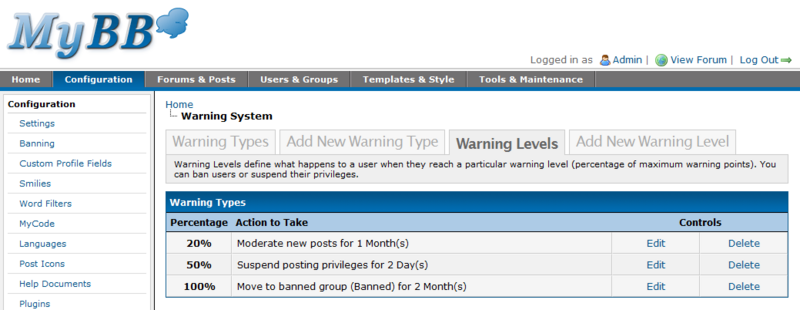 MyBB
Logged in as Admin | View Forum | Log Out
Home Configuration Forums & Posts Users & Groups Templates & Style Tools & Maintenance
Configuration
Settings
Banning
Custom Profile Fields
Smilies
Word Filters
MyCode
Languages
Post Icons
Help Documents
Plugins
Home
Warning System
Warning Types Add New Warning Type Warning Levels Add New Warning Level
Warning Levels define what happens to a user when they reach a particular warning level (percentage of maximum warning points). You
can ban users or suspend their privileges.
Warning Types
Percentage Action to Take Controls
20% Moderate new posts for 1 Month(s) Edit Delete
50% Suspend posting privileges for 2 Day(s) Edit Delete
100% Move to banned group (Banned) for 2 Month(s) Edit Delete